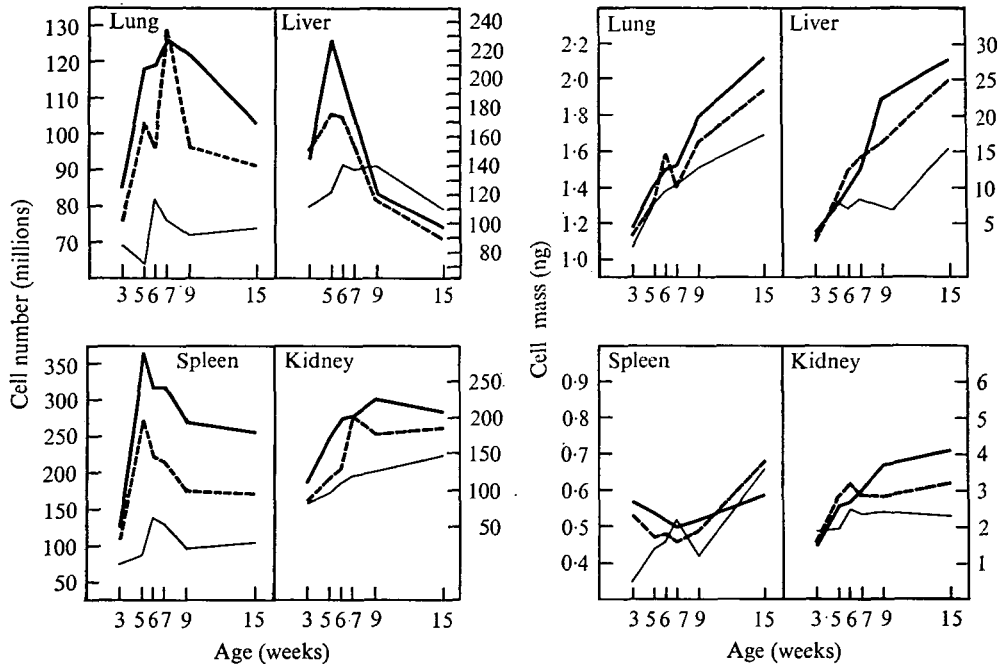 Cell number (millions)
Lung
130
120
110
100
90
80
70
3 5 6 7 9 15
Liver
240
220
200
180
160
140
120
100
80
5 6 7 9 15
Spleen
350
300
250
200
150
100
50
3 5 6 7 9 15
Kidney
250
200
150
100
50
3 5 6·7 9 15
Age (weeks)
Cell mass (ng)
Lung
2·2
2·0
1·8
1·6
1·4
1·2
1·0
3 5 6 7 9 15
Liver
30
25
20
15
10
5
3 5 6 7 9 15
Spleen
0·9
0·8
0·7
0·6
0·5
0·4
3 5 6 7 9 15
Kidney
6
5
4
3
2
1
3·5 6 7 9 15
Age (weeks)